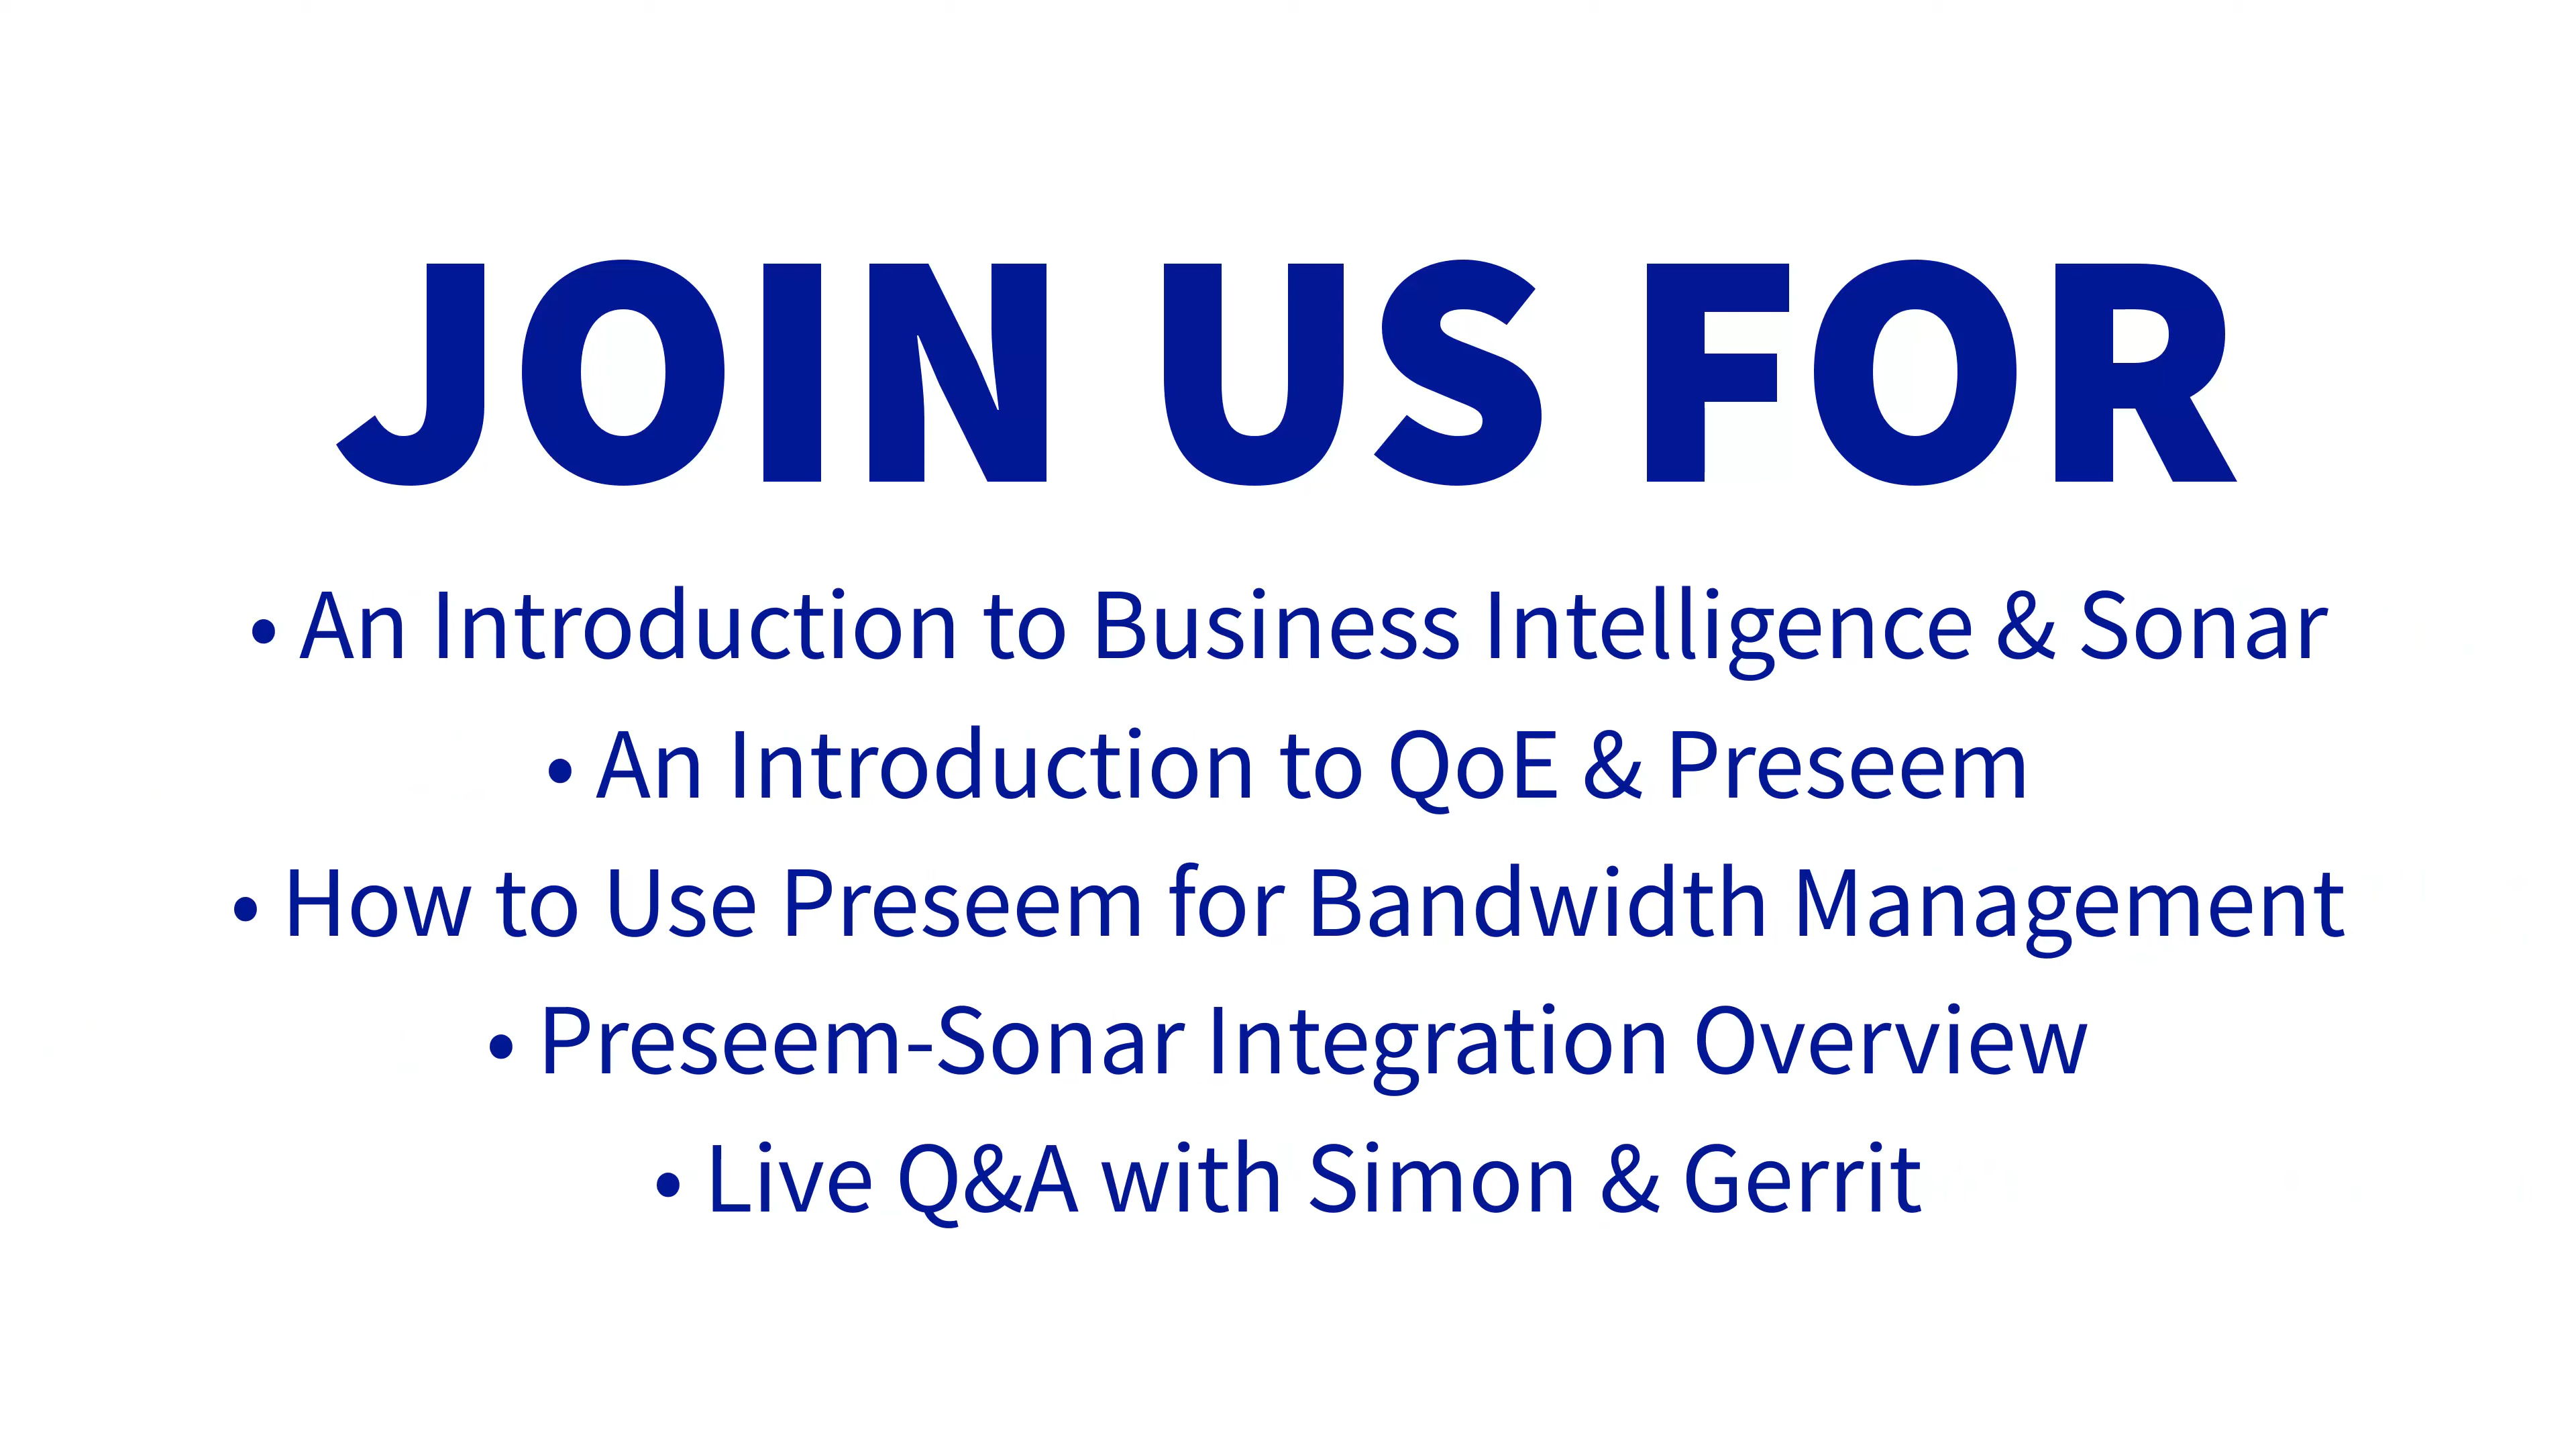 JOIN US FOR
• An Introduction to Business Intelligence & Sonar
• An Introduction to QoE & Preseem
• How to Use Preseem for Bandwidth Management
• Preseem-Sonar Integration Overview
• Live Q&A with Simon & Gerrit